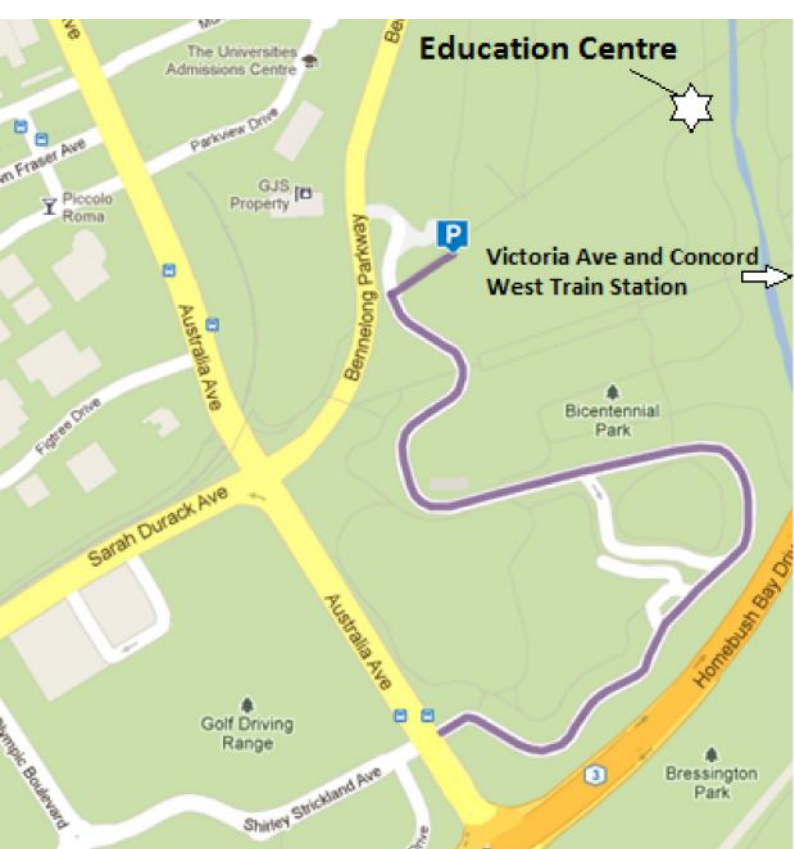 Education Centre
The Universities
Admissions Centre
Parkview Drive
Fraser Ave
Piccolo
Roma
GJS
Property
P
Victoria Ave and Concord
West Train Station
Bennelong Parkway
Australia Ave
Figtree Drive
Bicentennial
Park
Sarah Durack Ave
Australia Ave
Homebush Bay
Golf Driving
Range
3
Bressington
Park
Shirley Strickland Ave
Boulevard